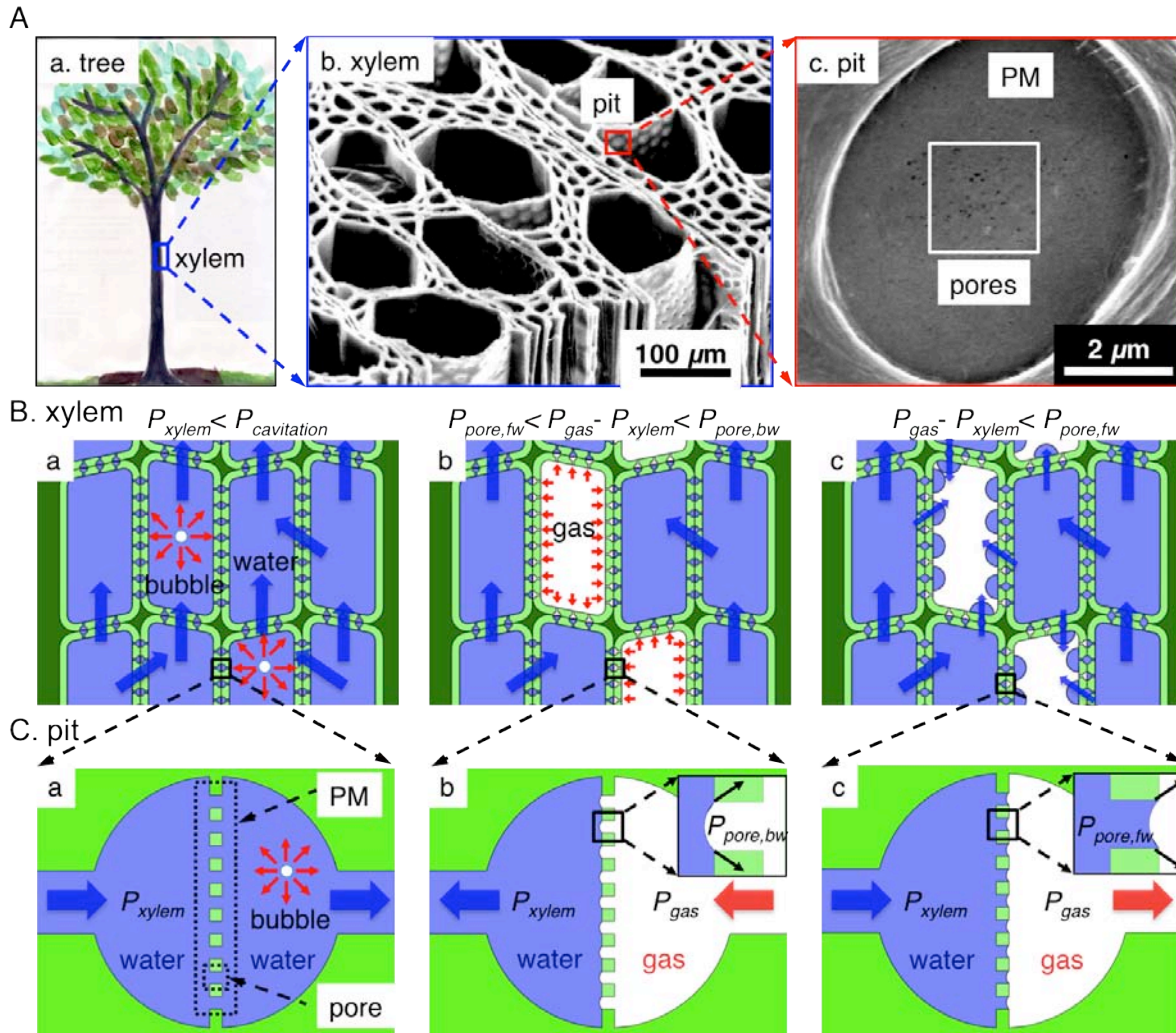 A
a. tree
xylem
b. xylem
pit
100 µm
c. pit
PM
pores
2 µm
B. xylem
P_xylem < P_cavitation
P_pore,fw < P_gas - P_xylem < P_pore,bw
P_gas - P_xylem < P_pore,fw
a
bubble
water
b
gas
c
C. pit
a
PM
P_xylem
bubble
water
water
pore
b
P_pore,bw
P_xylem
P_gas
water
gas
c
P_pore,fw
P_xylem
P_gas
water
gas